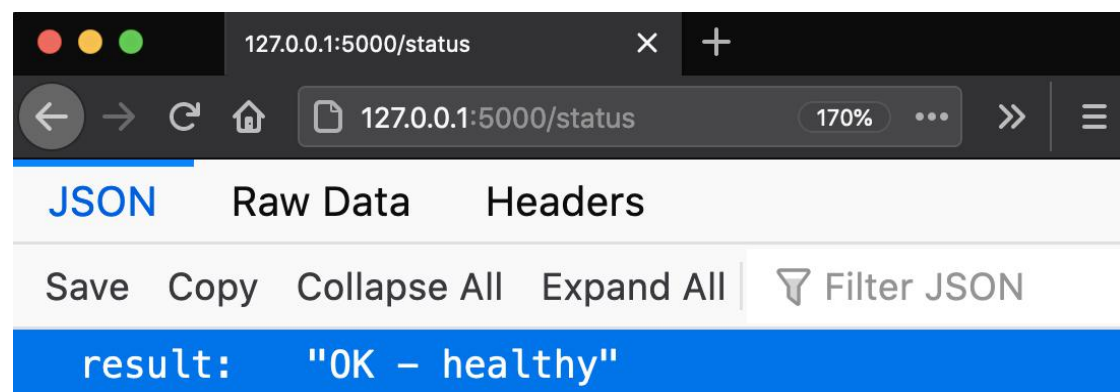 127.0.0.1:5000/status
127.0.0.1:5000/status 170%
JSON Raw Data Headers
Save Copy Collapse All Expand All Filter JSON
result: "OK – healthy"